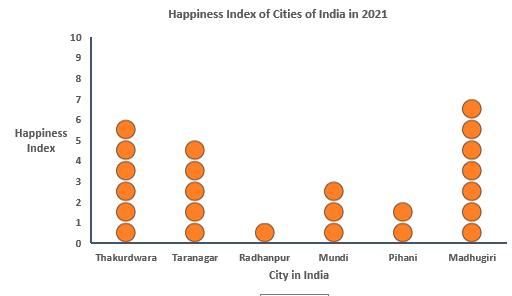 Happiness Index of Cities of India in 2021
10
9
8
7
6
5
4
3
2
1
0
Happiness
Index
Thakurdwara Taranagar Radhanpur Mundi Pihani Madhugiri
City in India